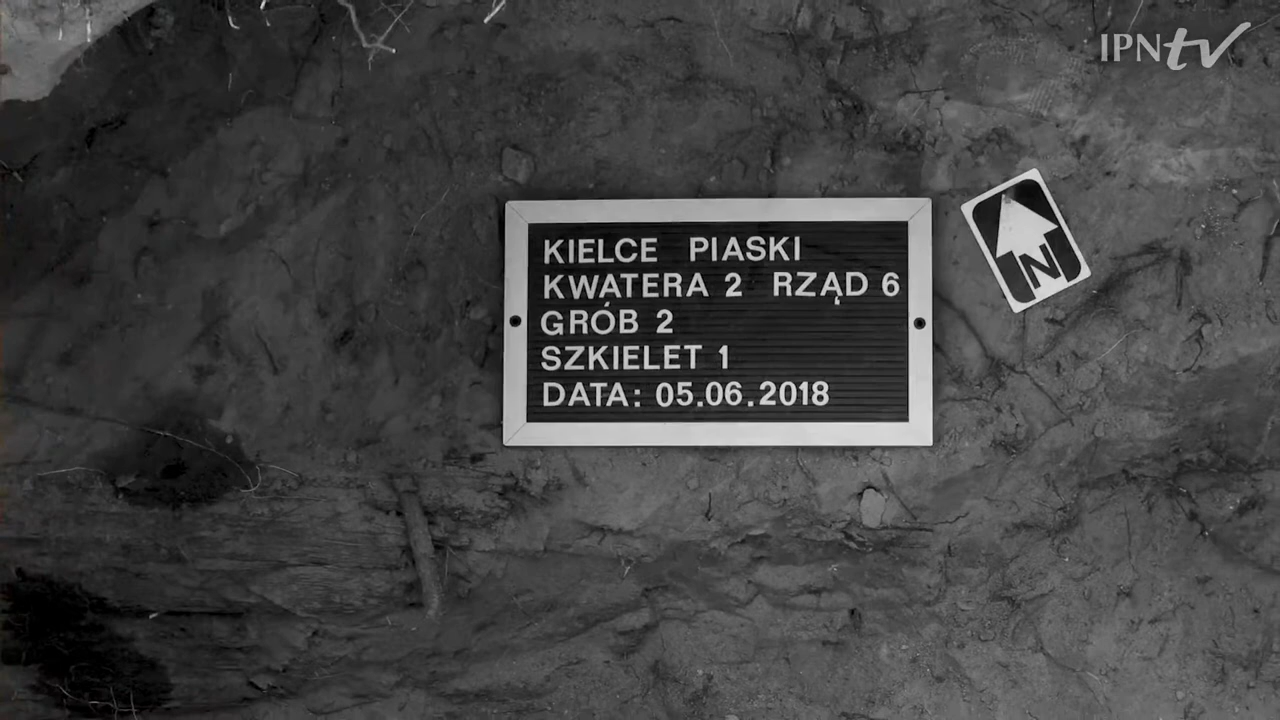 IPNtv
KIELCE PIASKI
KWATERA 2 RZĄD 6
GRÓB 2
SZKIELET 1
DATA: 05.06.2018
N